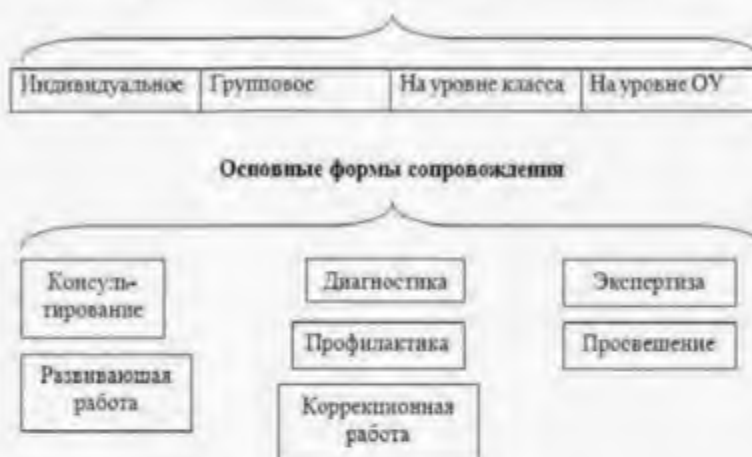 Индивидуальное Групповое На уровне класса На уровне ОУ
Основные формы сопровождения
Консуль-
тирование
Диагностика
Экспертиза
Развивающая
работа
Профилактика
Просвещение
Коррекционная
работа